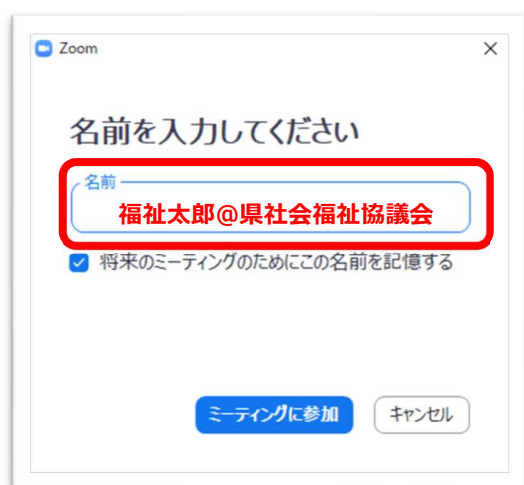 Zoom
名前を入力してください
名前
福祉太郎@県社会福祉協議会
将来のミーティングのためにこの名前を記憶する
ミーティングに参加
キャンセル